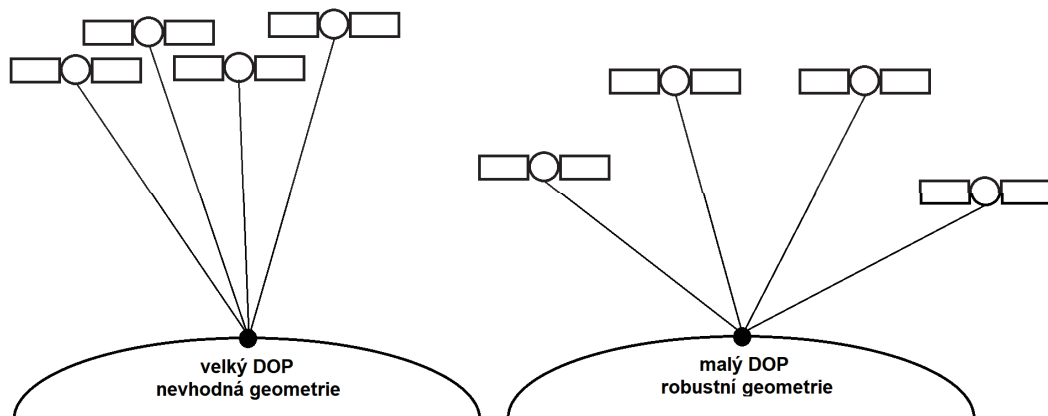 velký DOP
nevhodná geometrie
malý DOP
robustní geometrie